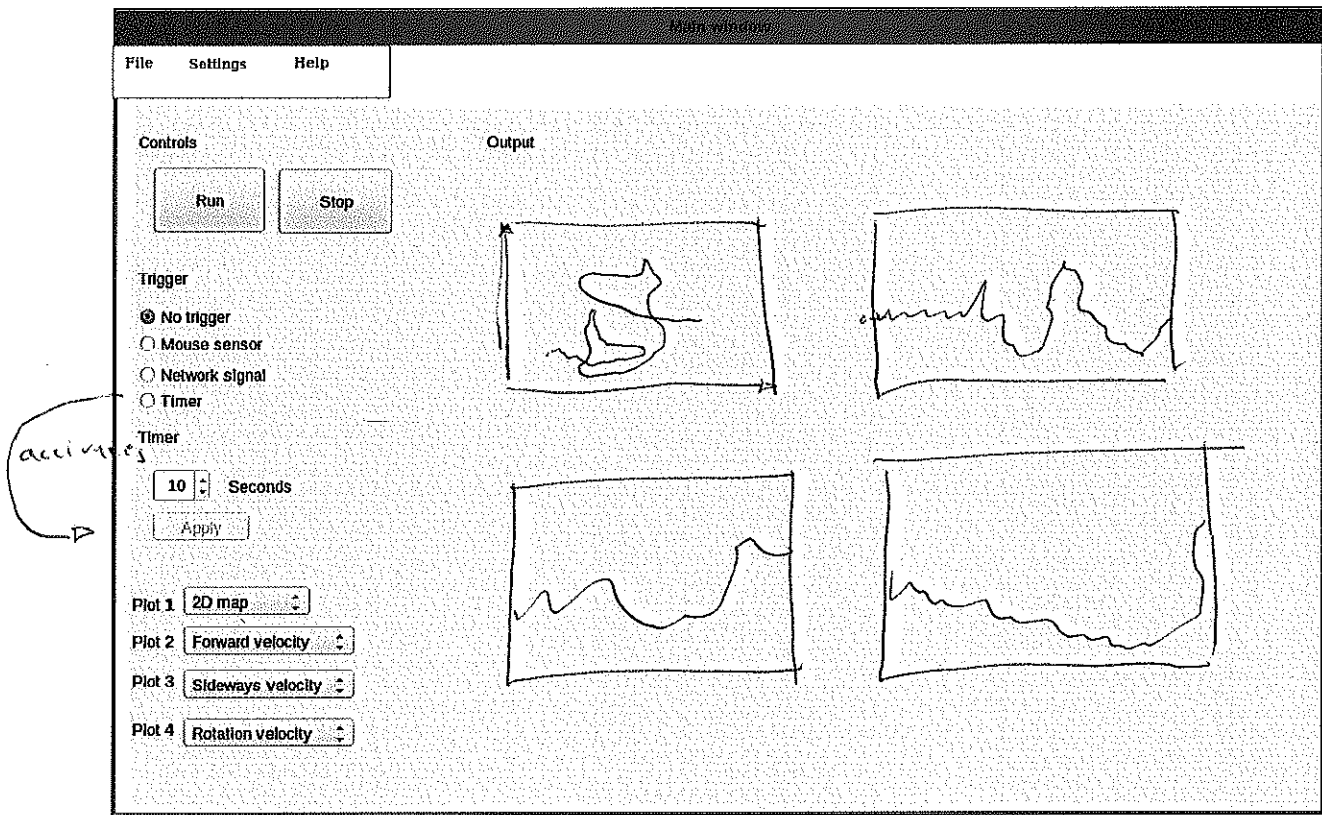 Main window
File Settings Help
Controls
Run Stop
Trigger
No trigger
Mouse sensor
Network signal
Timer
activates
Timer
10 Seconds
Apply
Plot 1 2D map
Plot 2 Forward velocity
Plot 3 Sideways velocity
Plot 4 Rotation velocity
Output